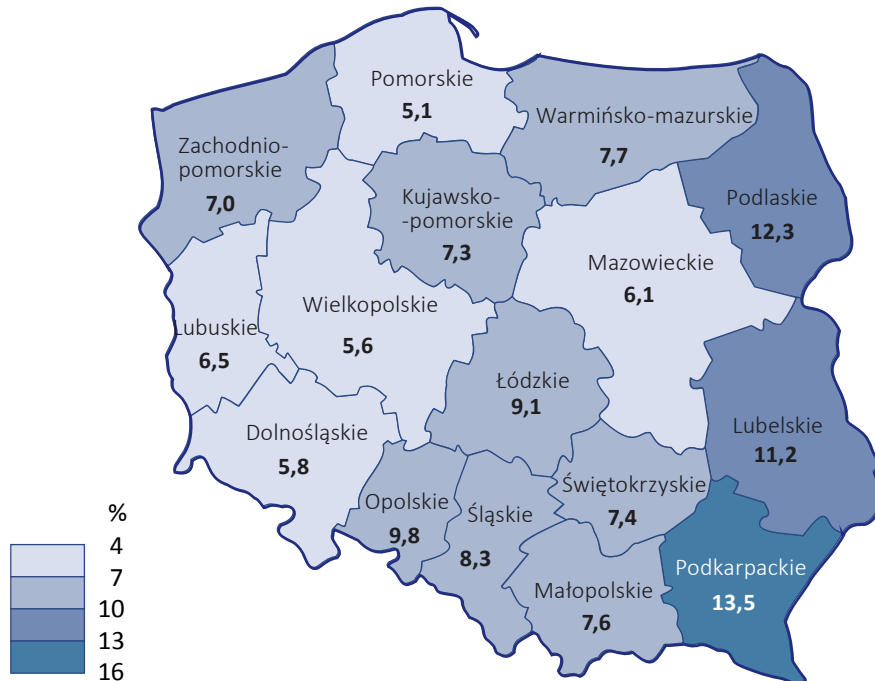 Pomorskie
5,1
Warmińsko-mazurskie
7,7
Zachodnio-
pomorskie
7,0
Kujawsko-
-pomorskie
7,3
Podlaskie
12,3
Mazowieckie
6,1
Wielkopolskie
5,6
Lubuskie
6,5
Łódzkie
9,1
Dolnośląskie
5,8
Lubelskie
11,2
Opolskie
9,8
Śląskie
8,3
Świętokrzyskie
7,4
Małopolskie
7,6
Podkarpackie
13,5
%
4
7
10
13
16